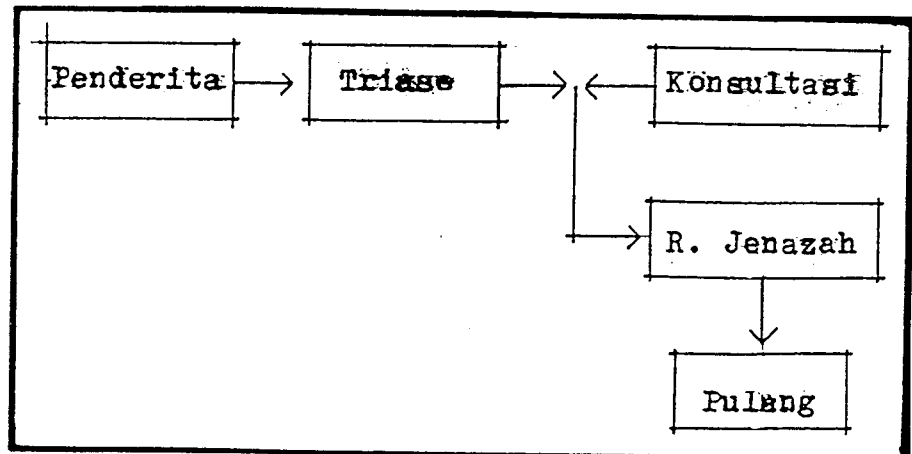 Penderita
Triase
Konsultasi
R. Jenazah
Pulang